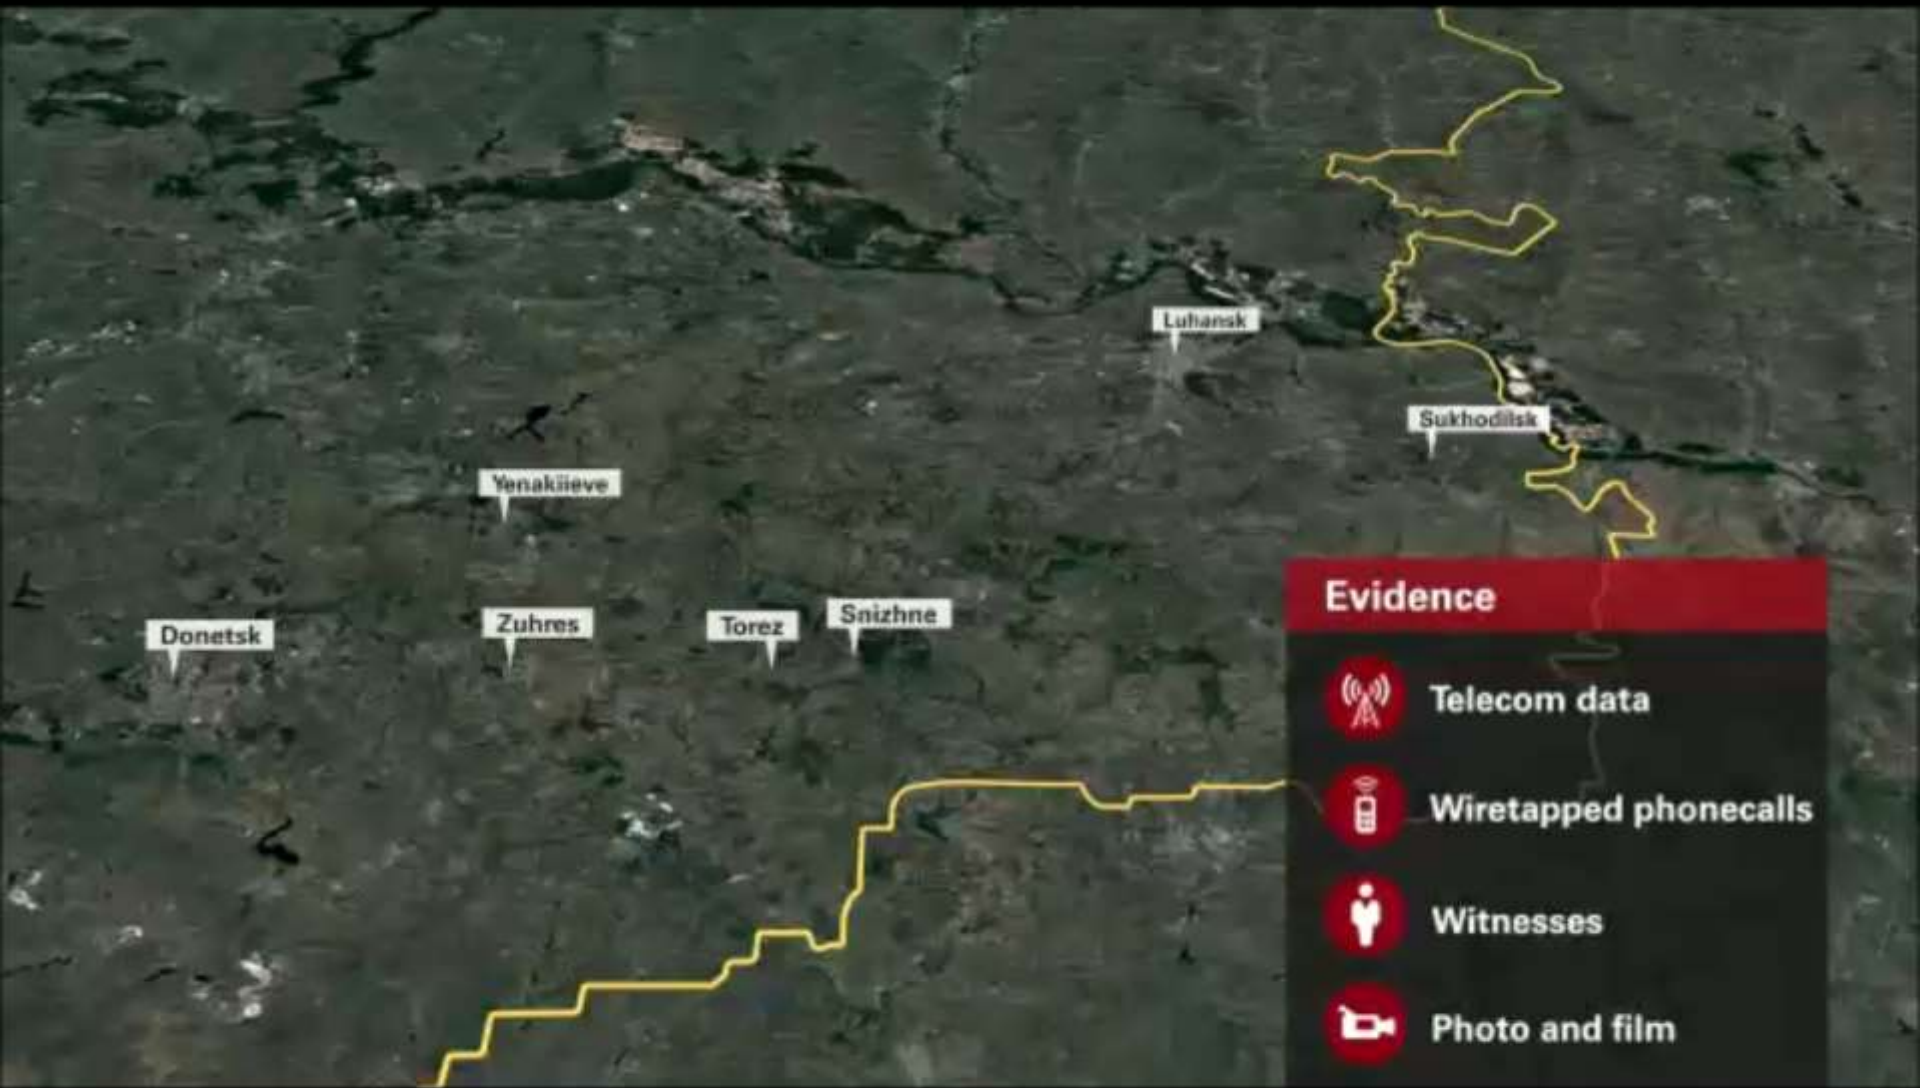 Luhansk
Sukhodilsk
Yenakiieve
Donetsk
Zuhres
Torez
Snizhne
Evidence
Telecom data
Wiretapped phonecalls
Witnesses
Photo and film